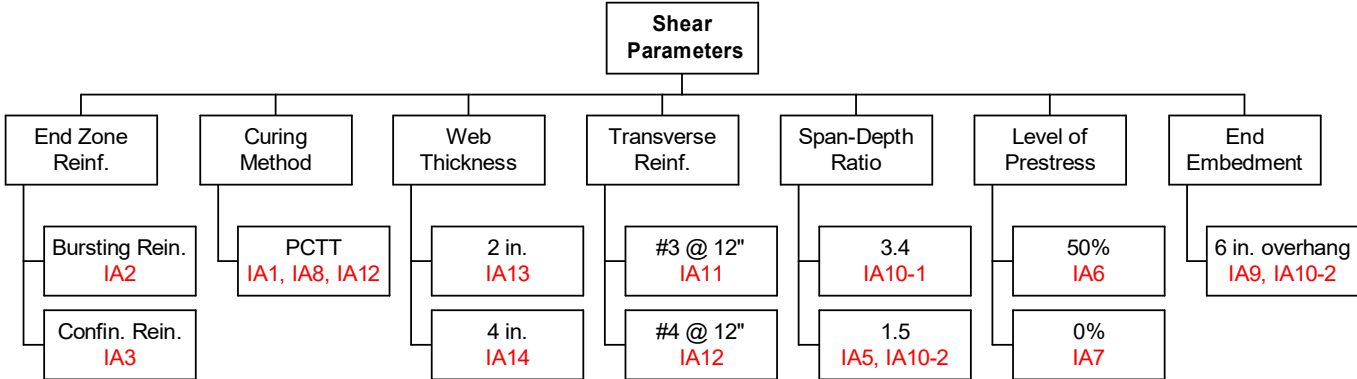 Shear
Parameters
End Zone
Reinf.
Curing
Method
Web
Thickness
Transverse
Reinf.
Span-Depth
Ratio
Level of
Prestress
End
Embedment
Bursting Rein.
IA2
PCTT
IA1, IA8, IA12
2 in.
IA13
#3 @ 12"
IA11
3.4
IA10-1
50%
IA6
6 in. overhang
IA9, IA10-2
Confin. Rein.
IA3
4 in.
IA14
#4 @ 12"
IA12
1.5
IA5, IA10-2
0%
IA7